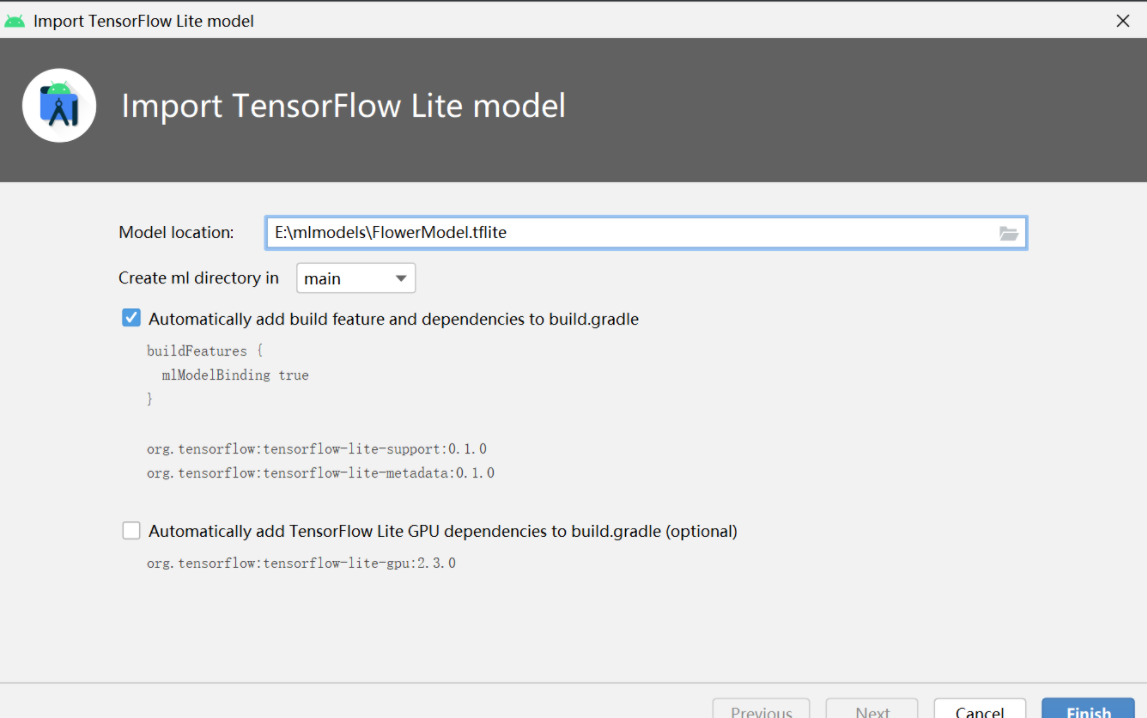 Import TensorFlow Lite model
Import TensorFlow Lite model
Model location: E:\mlmodels\FlowerModel.tflite
Create ml directory in main
Automatically add build feature and dependencies to build.gradle
buildFeatures {
mlModelBinding true
}
org.tensorflow:tensorflow-lite-support:0.1.0
org.tensorflow:tensorflow-lite-metadata:0.1.0
Automatically add TensorFlow Lite GPU dependencies to build.gradle (optional)
org.tensorflow:tensorflow-lite-gpu:2.3.0
Previous Next Cancel Finish